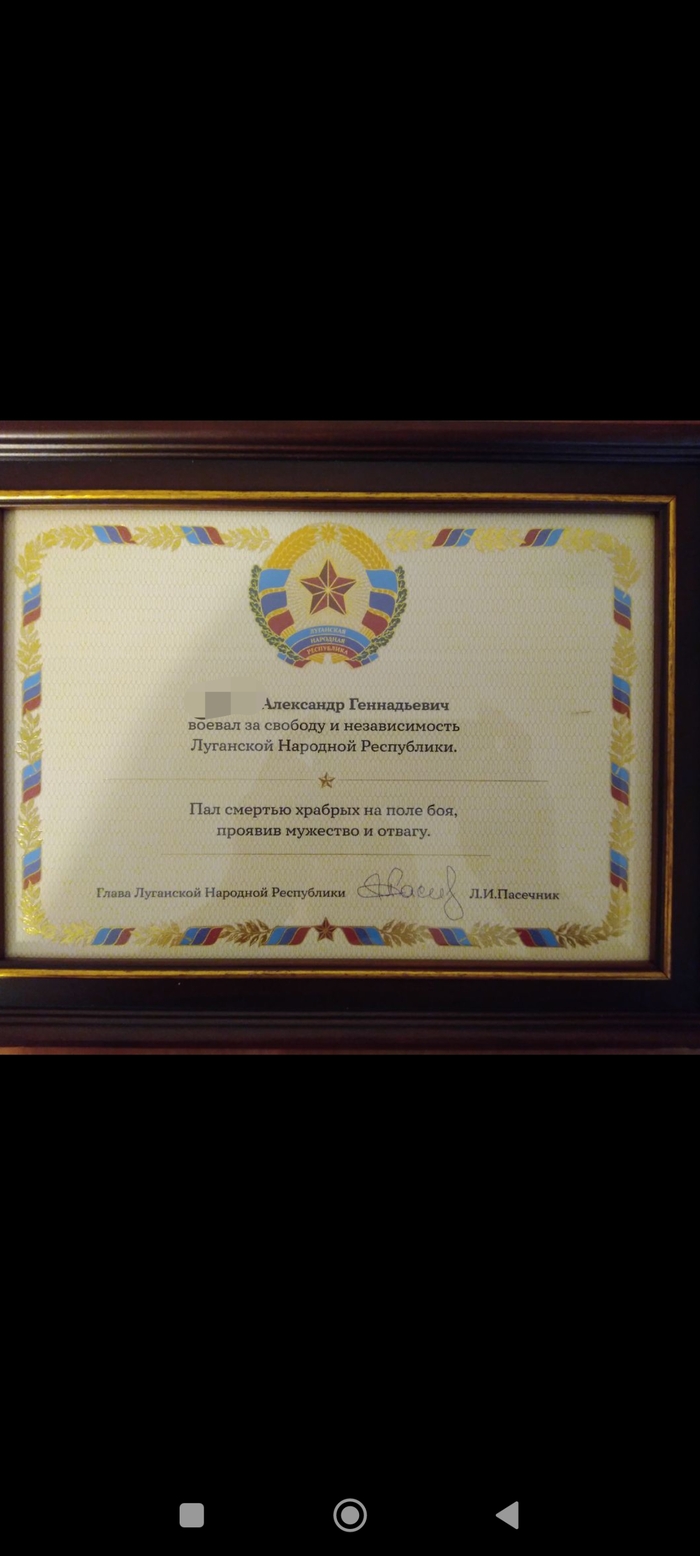 ЛУГАНСКАЯ
НАРОДНАЯ
РЕСПУБЛИКА
Александр Геннадьевич
воевал за свободу и независимость
Луганской Народной Республики.
Пал смертью храбрых на поле боя,
проявив мужество и отвагу.
Глава Луганской Народной Республики Л.И.Пасечник